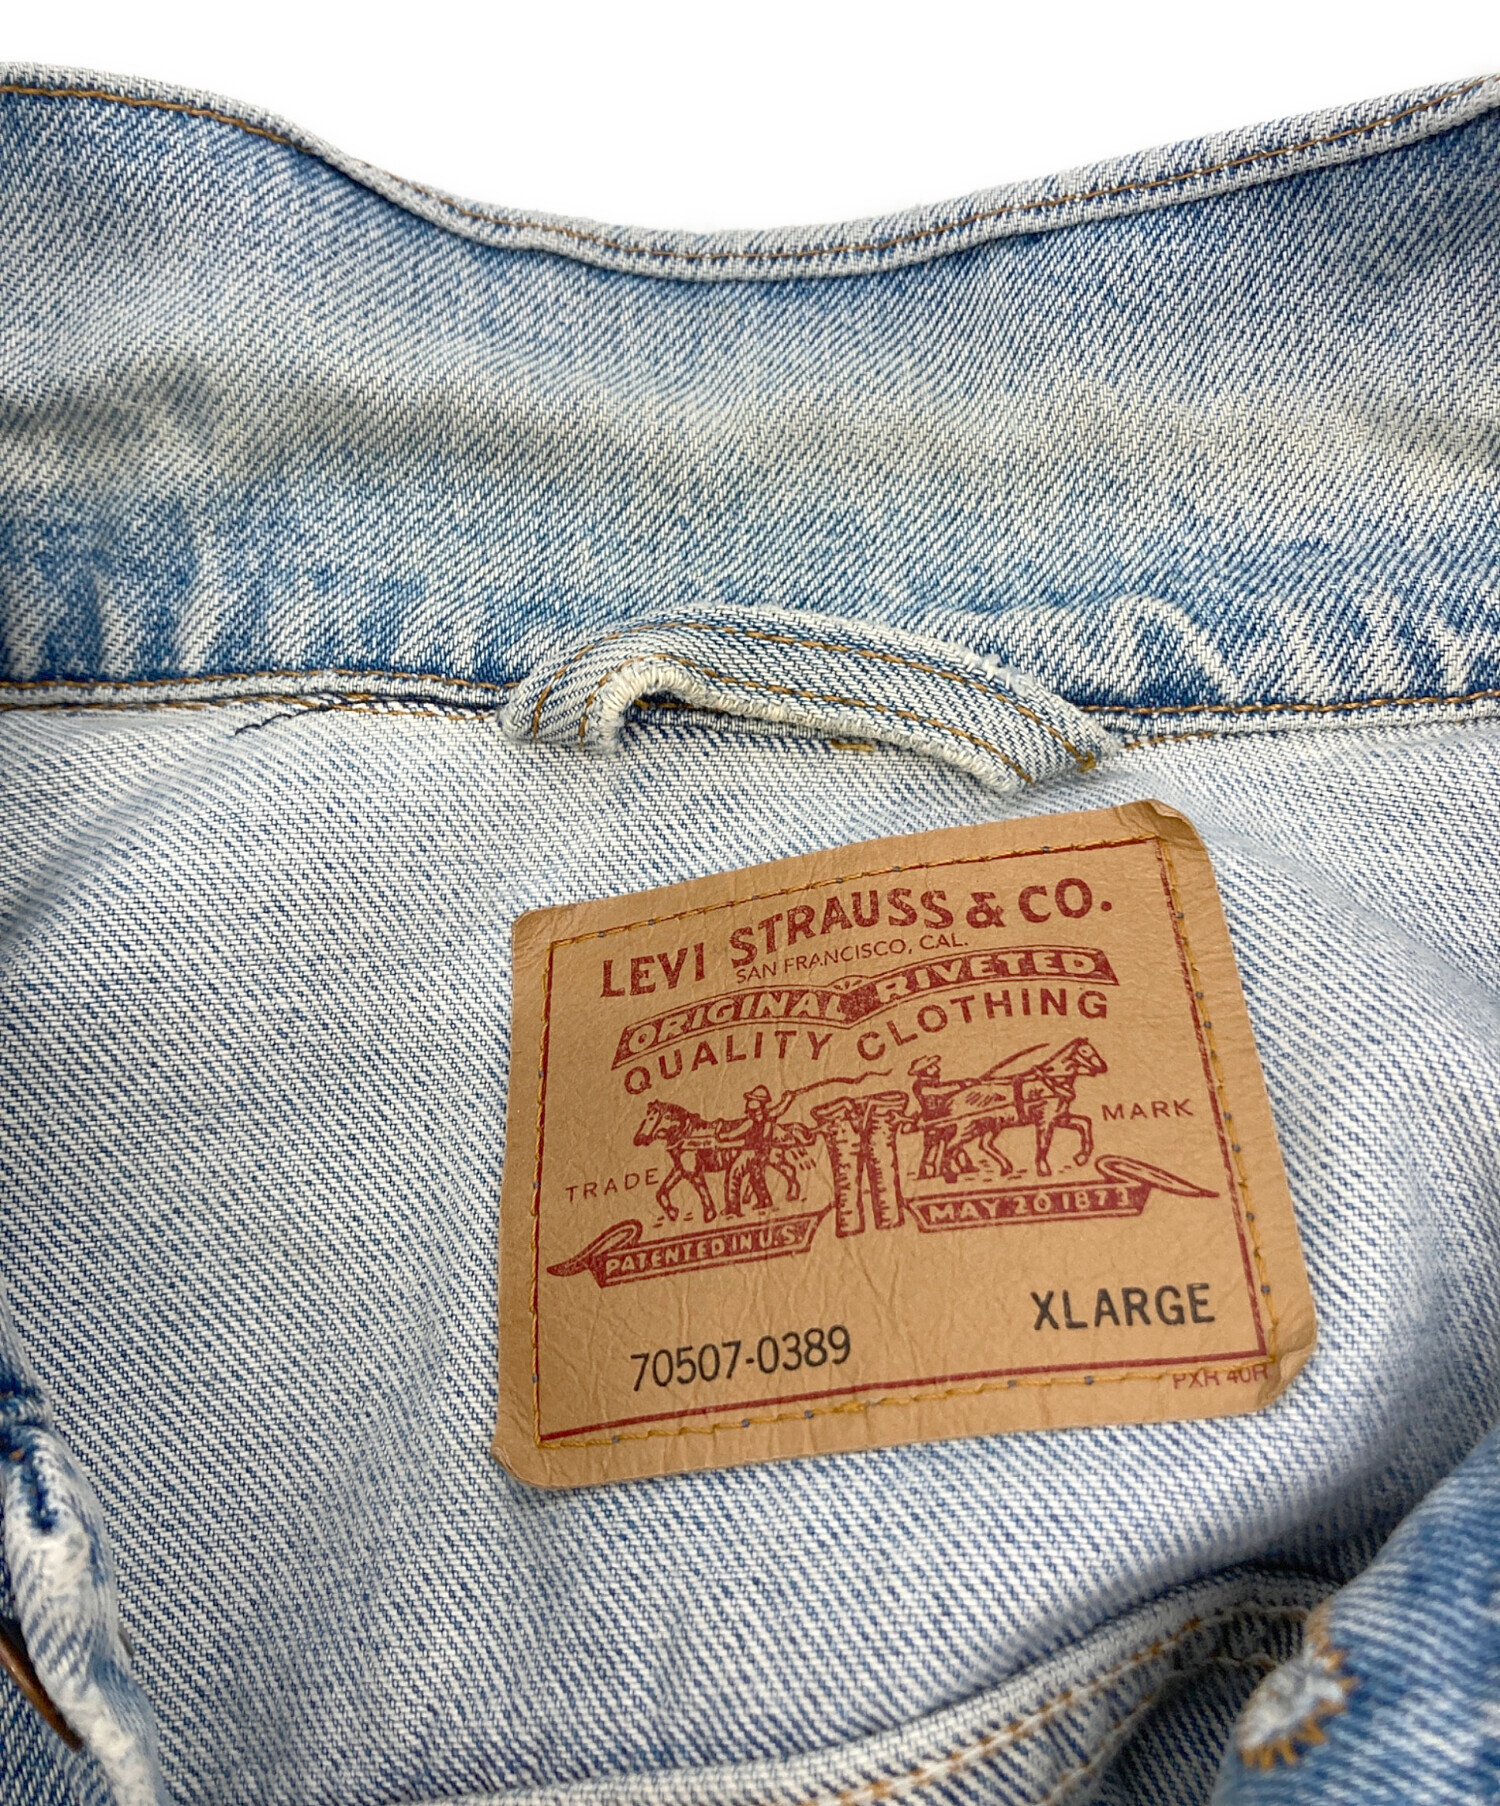 LEVI STRAUSS & CO.
SAN FRANCISCO, CAL.
ORIGINAL RIVETED
QUALITY CLOTHING
TRADE MARK
PATENTED IN U.S. MAY 20 1873
70507-0389 XLARGE
PXR 40R